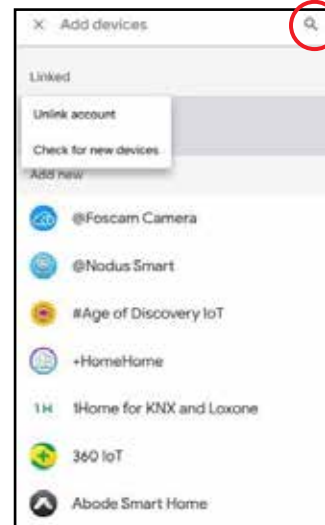 Add devices
Linked
Unlink account
Check for new devices
Add new
@Foscam Camera
@Nodus Smart
#Age of Discovery IoT
+HomeHome
1H 1Home for KNX and Loxone
360 IoT
Abode Smart Home